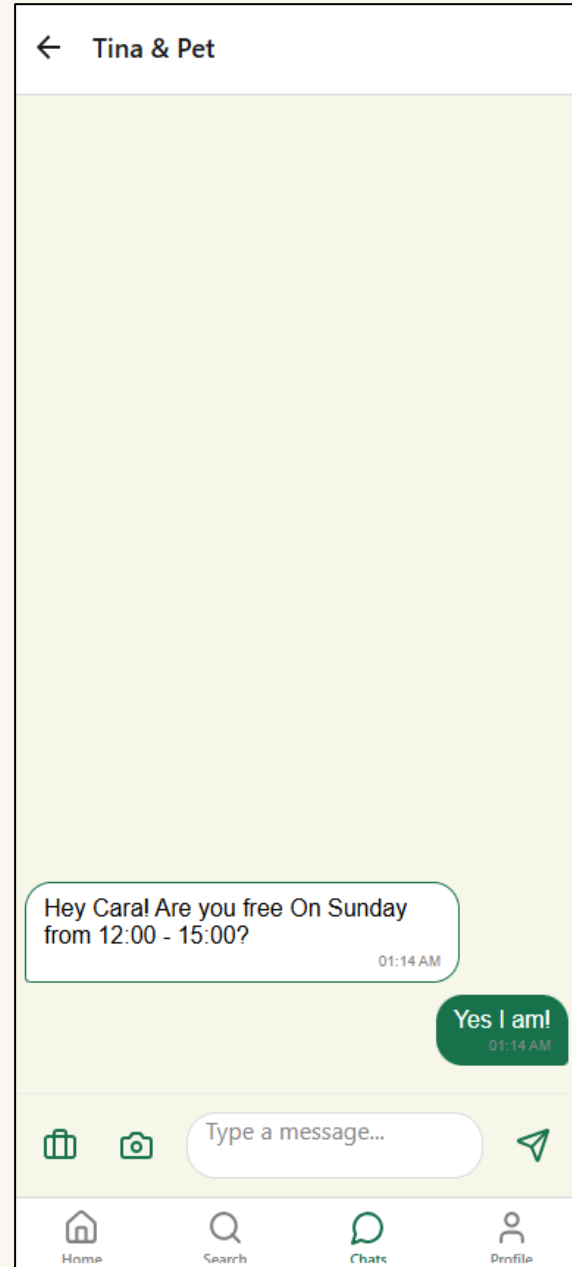 Tina & Pet
Hey Cara! Are you free On Sunday
from 12:00 - 15:00?
01:14 AM
Yes I am!
01:14 AM
Type a message...
Home
Search
Chats
Profile